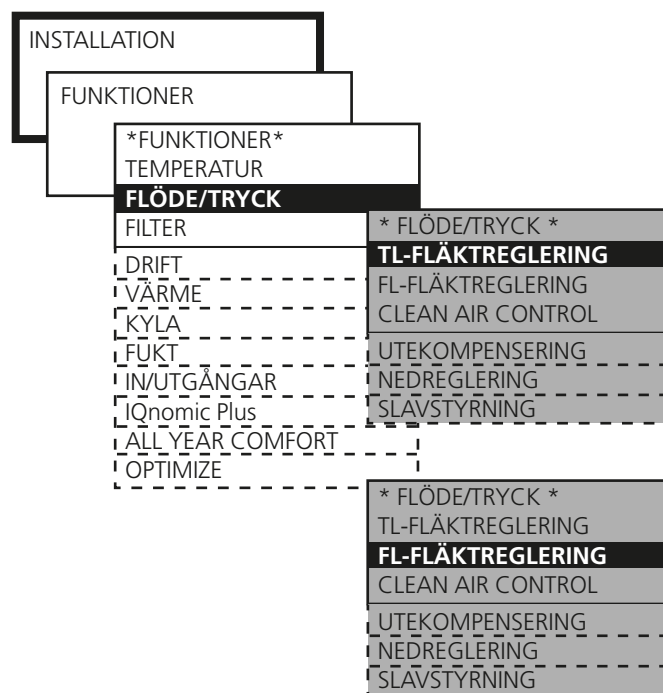 INSTALLATION
FUNKTIONER
*FUNKTIONER*
TEMPERATUR
FLÖDE/TRYCK
FILTER
DRIFT
VÄRME
KYLA
FUKT
IN/UTGÅNGAR
IQnomic Plus
ALL YEAR COMFORT
OPTIMIZE
* FLÖDE/TRYCK *
TL-FLÄKTREGLERING
FL-FLÄKTREGLERING
CLEAN AIR CONTROL
UTEKOMPENSERING
NEDREGLERING
SLAVSTYRNING
* FLÖDE/TRYCK *
TL-FLÄKTREGLERING
FL-FLÄKTREGLERING
CLEAN AIR CONTROL
UTEKOMPENSERING
NEDREGLERING
SLAVSTYRNING